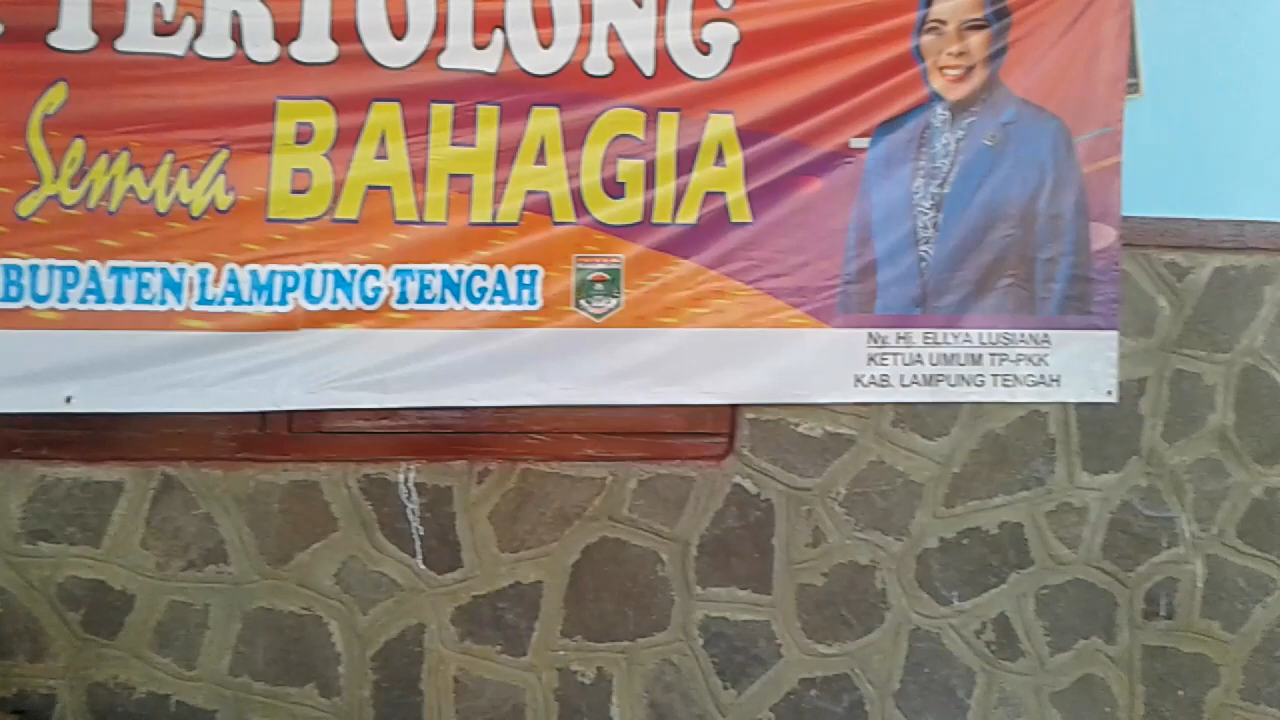 TERTOLONG
Semua BAHAGIA
BUPATEN LAMPUNG TENGAH
Ny. Hj. ELLYA LUSIANA
KETUA UMUM TP-PKK
KAB. LAMPUNG TENGAH